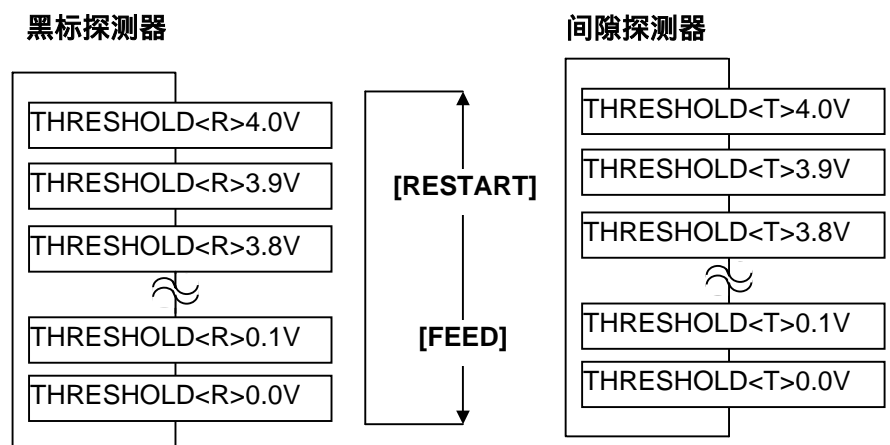 黑标探测器
THRESHOLD<R>4.0V
THRESHOLD<R>3.9V
THRESHOLD<R>3.8V
THRESHOLD<R>0.1V
THRESHOLD<R>0.0V
[RESTART]
[FEED]
间隙探测器
THRESHOLD<T>4.0V
THRESHOLD<T>3.9V
THRESHOLD<T>3.8V
THRESHOLD<T>0.1V
THRESHOLD<T>0.0V